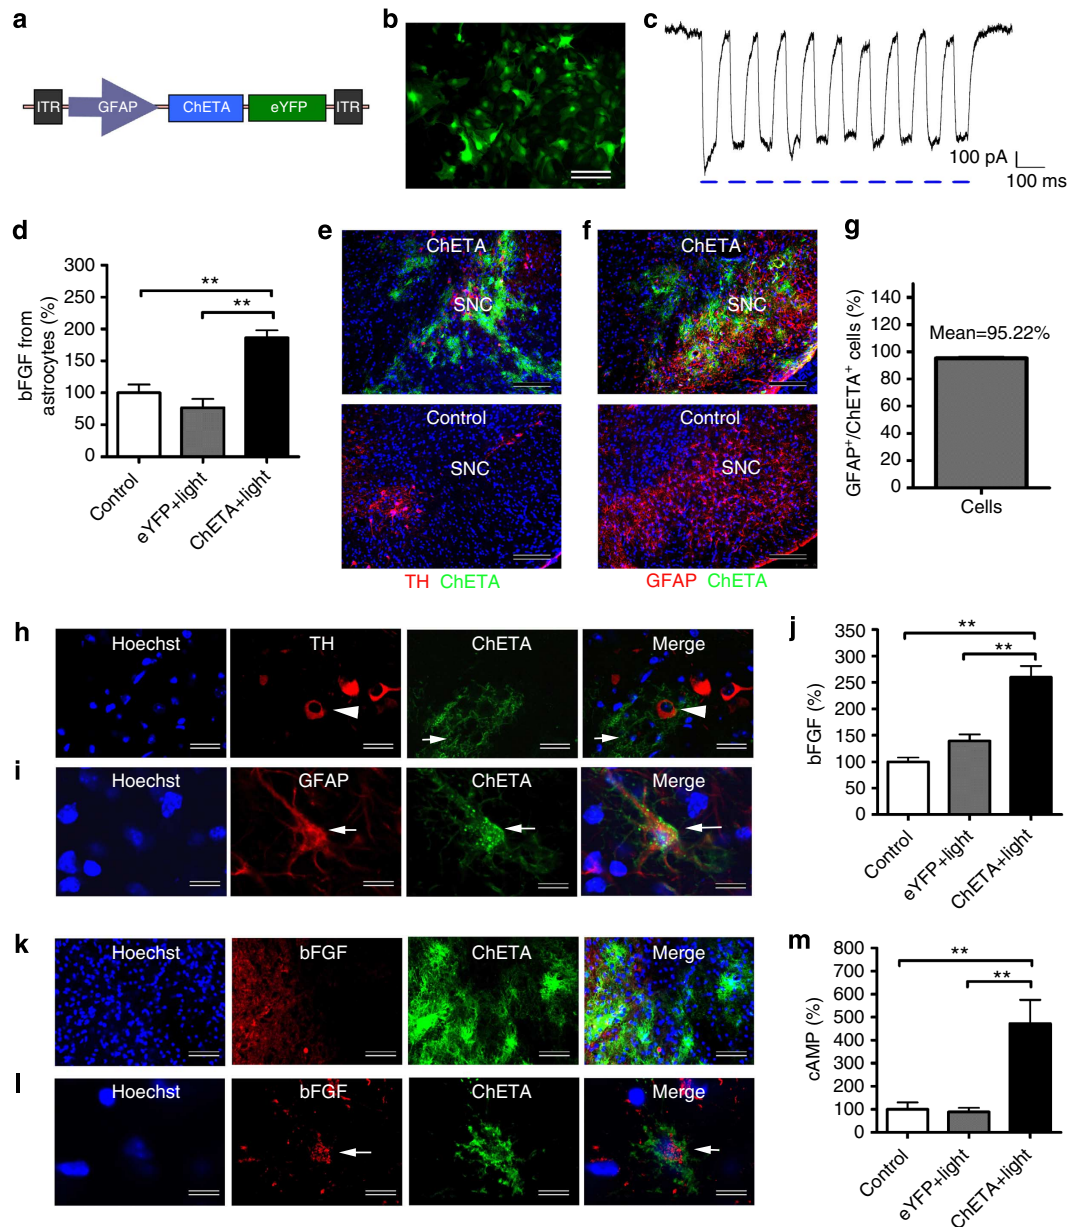 a
ITR
GFAP
ChETA
eYFP
ITR
b
c
100 pA
100 ms
d
bFGF from
astrocytes (%)
300
250
200
150
100
50
0
**
**
Control
eYFP+light
ChETA+light
e
ChETA
SNC
Control
SNC
TH ChETA
f
ChETA
SNC
Control
SNC
GFAP ChETA
g
GFAP+/ChETA+ cells (%)
140
120
100
80
60
40
20
0
Mean=95.22%
Cells
h
Hoechst
TH
ChETA
Merge
i
Hoechst
GFAP
ChETA
Merge
j
bFGF (%)
350
300
250
200
150
100
50
0
**
**
Control
eYFP+light
ChETA+light
k
Hoechst
bFGF
ChETA
Merge
l
Hoechst
bFGF
ChETA
Merge
m
cAMP (%)
800
700
600
500
400
300
200
100
0
**
**
Control
eYFP+light
ChETA+light